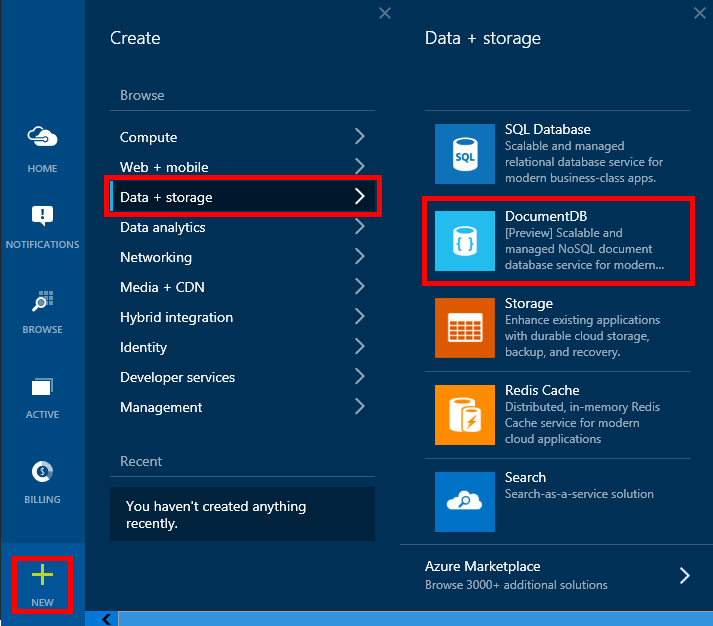 HOME
NOTIFICATIONS
BROWSE
ACTIVE
BILLING
NEW
Create
Browse
Compute
Web + mobile
Data + storage
Data analytics
Networking
Media + CDN
Hybrid integration
Identity
Developer services
Management
Recent
You haven't created anything
recently.
Data + storage
SQL
SQL Database
Scalable and managed
relational database service for
modern business-class apps.
{ }
DocumentDB
[Preview] Scalable and
managed NoSQL document
database service for modern...
Storage
Enhance existing applications
with durable cloud storage,
backup, and recovery.
Redis Cache
Distributed, in-memory Redis
Cache service for modern
cloud applications
Search
Search-as-a-service solution
Azure Marketplace
Browse 3000+ additional solutions